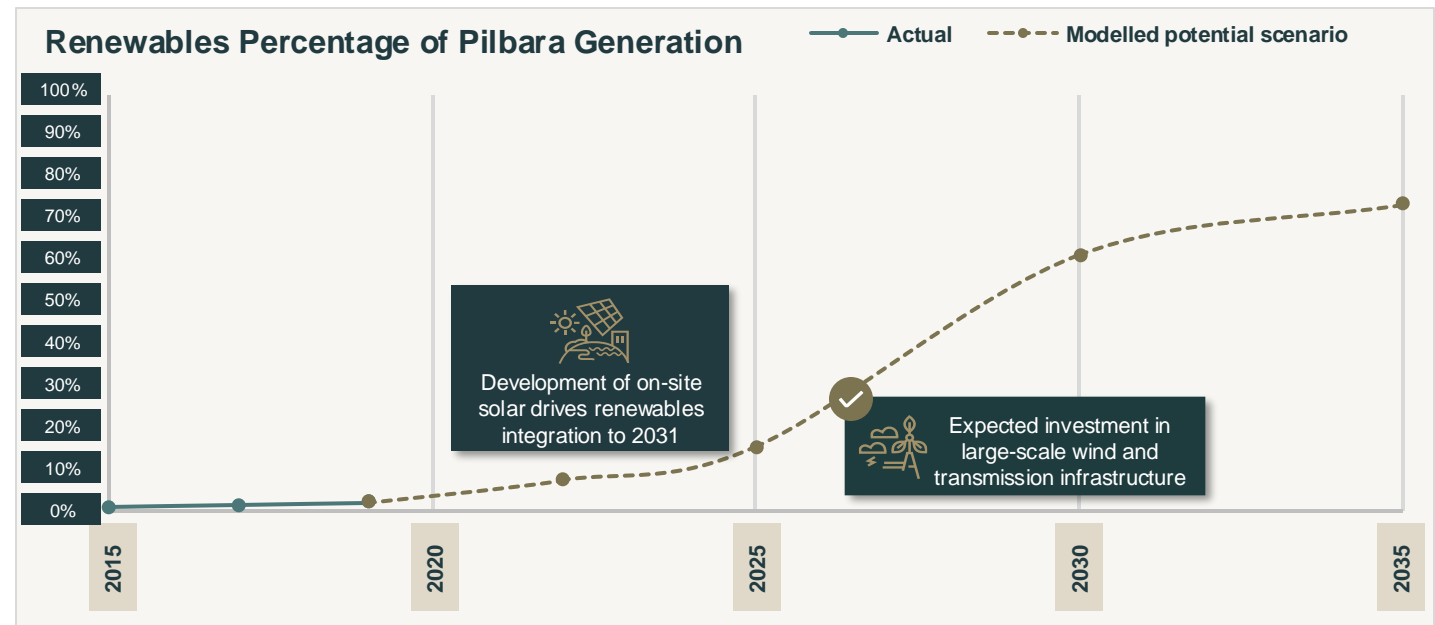 Renewables Percentage of Pilbara Generation
Actual
Modelled potential scenario
100%
90%
80%
70%
60%
50%
40%
30%
20%
10%
0%
Development of on-site
solar drives renewables
integration to 2031
Expected investment in
large-scale wind and
transmission infrastructure
2015
2020
2025
2030
2035